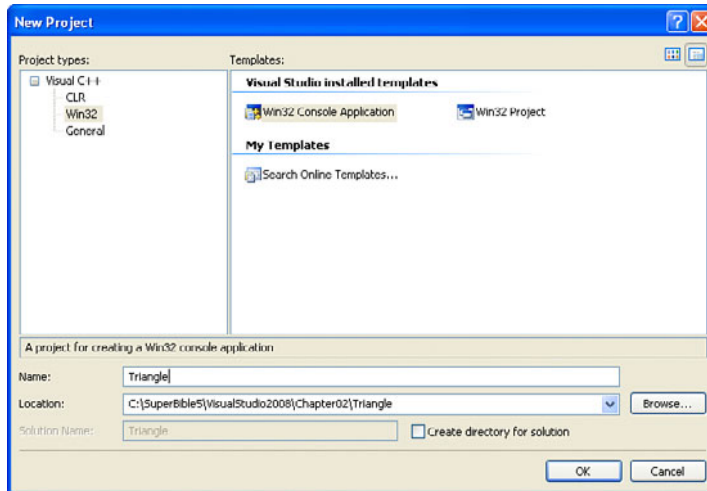 New Project
Project types:
Templates:
Visual C++
CLR
Win32
General
Visual Studio installed templates
Win32 Console Application
Win32 Project
My Templates
Search Online Templates...
A project for creating a Win32 console application
Name:
Triangle
Location:
C:\SuperBible5\VisualStudio2008\Chapter02\Triangle
Browse...
Solution Name:
Triangle
Create directory for solution
OK
Cancel